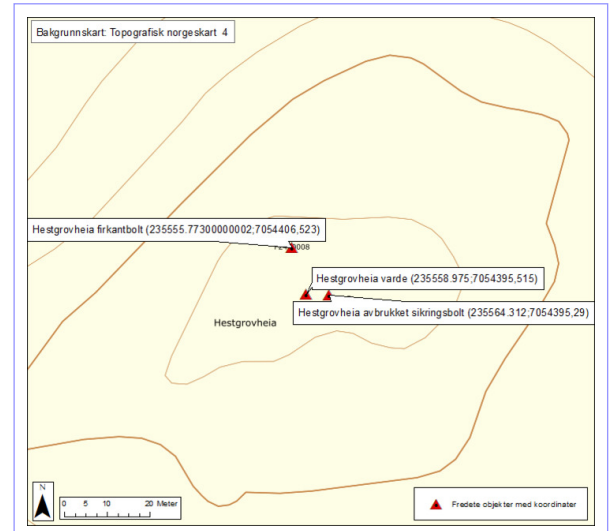 Bakgrunnskart: Topografisk norgeskart 4
Hestgrovheia firkantbolt (235555.77300000002;7054406,523)
Hestgrovheia varde (235558.975;7054395,515)
Hestgrovheia avbrukket sikringsbolt (235564.312;7054395,29)
Hestgrovheia
N
0 5 10 20 Meter
Fredete objekter med koordinater